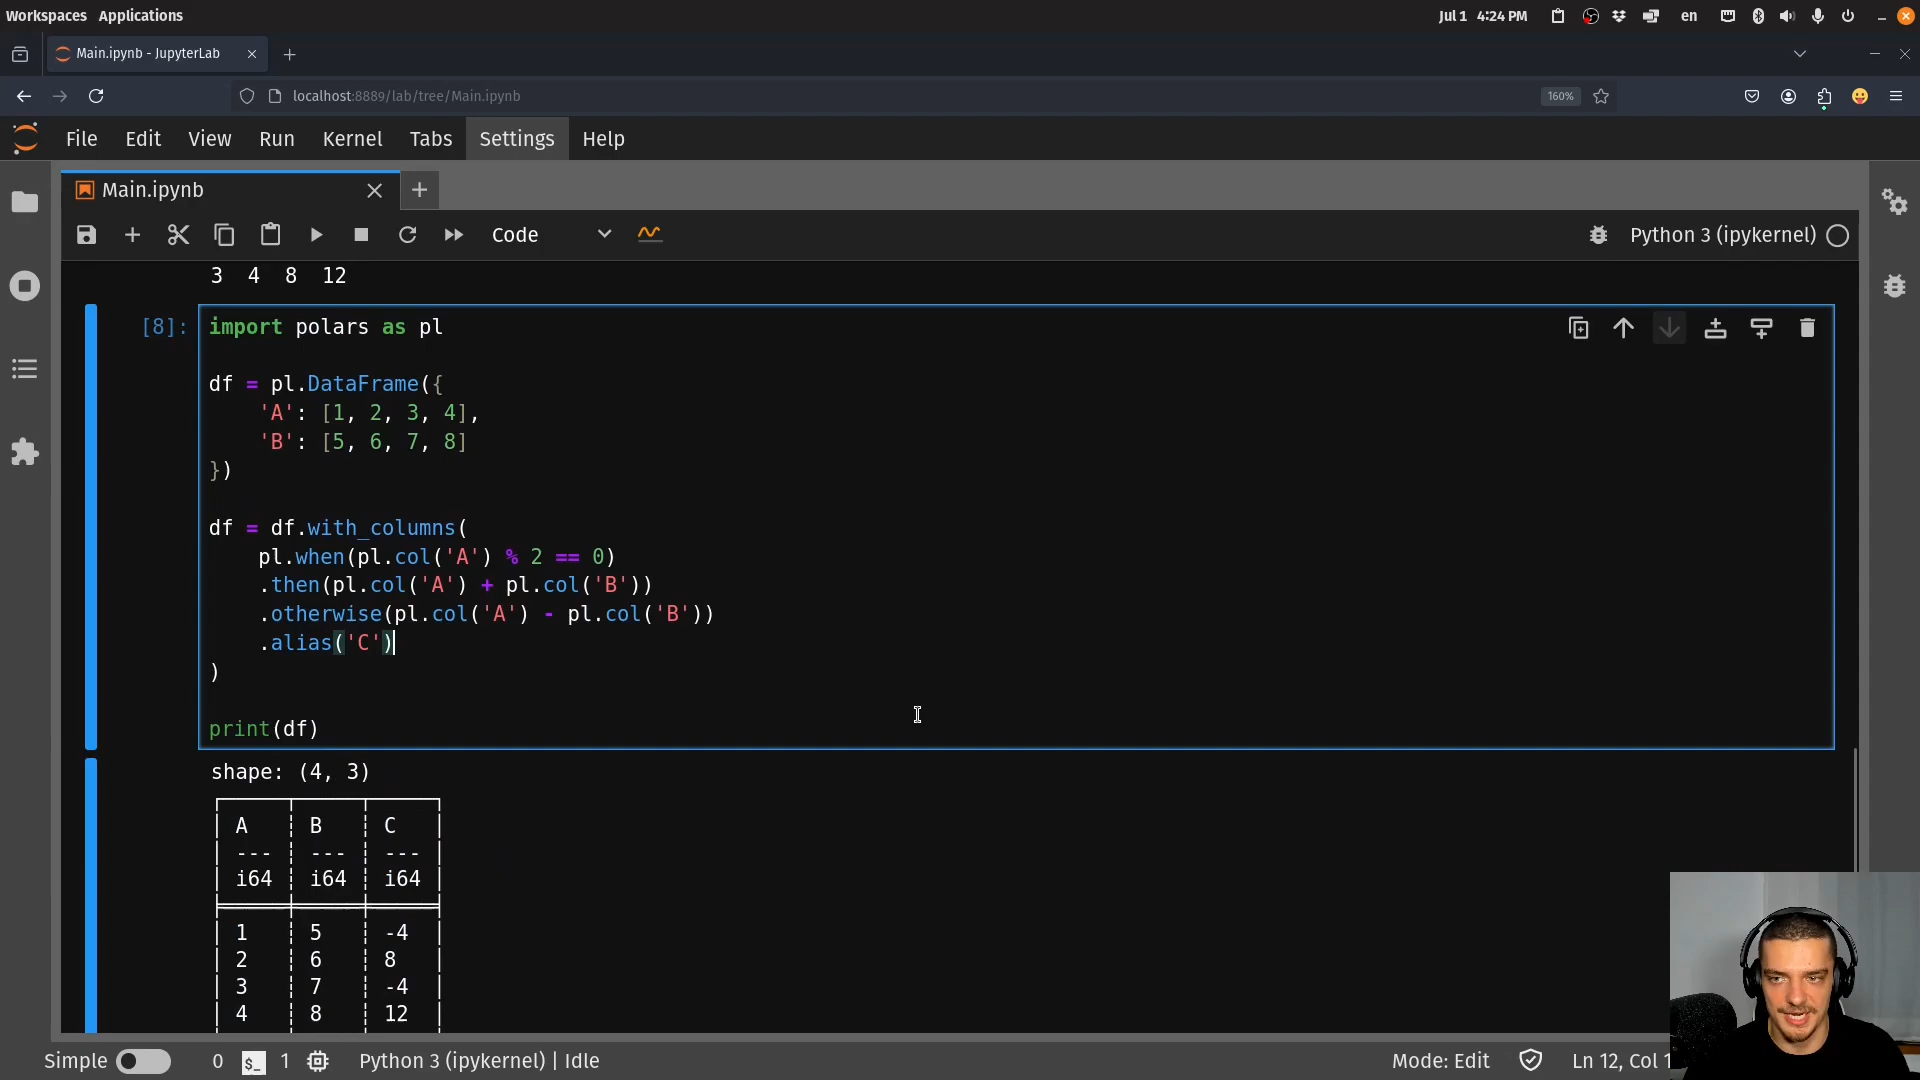 Workspaces Applications Jul 1 4:24 PM en
Main.ipynb - JupyterLab
localhost:8889/lab/tree/Main.ipynb 160%
File Edit View Run Kernel Tabs Settings Help
Main.ipynb
Code Python 3 (ipykernel)
3 4 8 12
[8]: import polars as pl
df = pl.DataFrame({
'A': [1, 2, 3, 4],
'B': [5, 6, 7, 8]
})
df = df.with_columns(
pl.when(pl.col('A') % 2 == 0)
.then(pl.col('A') + pl.col('B'))
.otherwise(pl.col('A') - pl.col('B'))
.alias('C')
)
print(df)
shape: (4, 3)
A B C
--- --- ---
i64 i64 i64
1 5 -4
2 6 8
3 7 -4
4 8 12
Simple 0 $_ 1 Python 3 (ipykernel) | Idle Mode: Edit Ln 12, Col 1